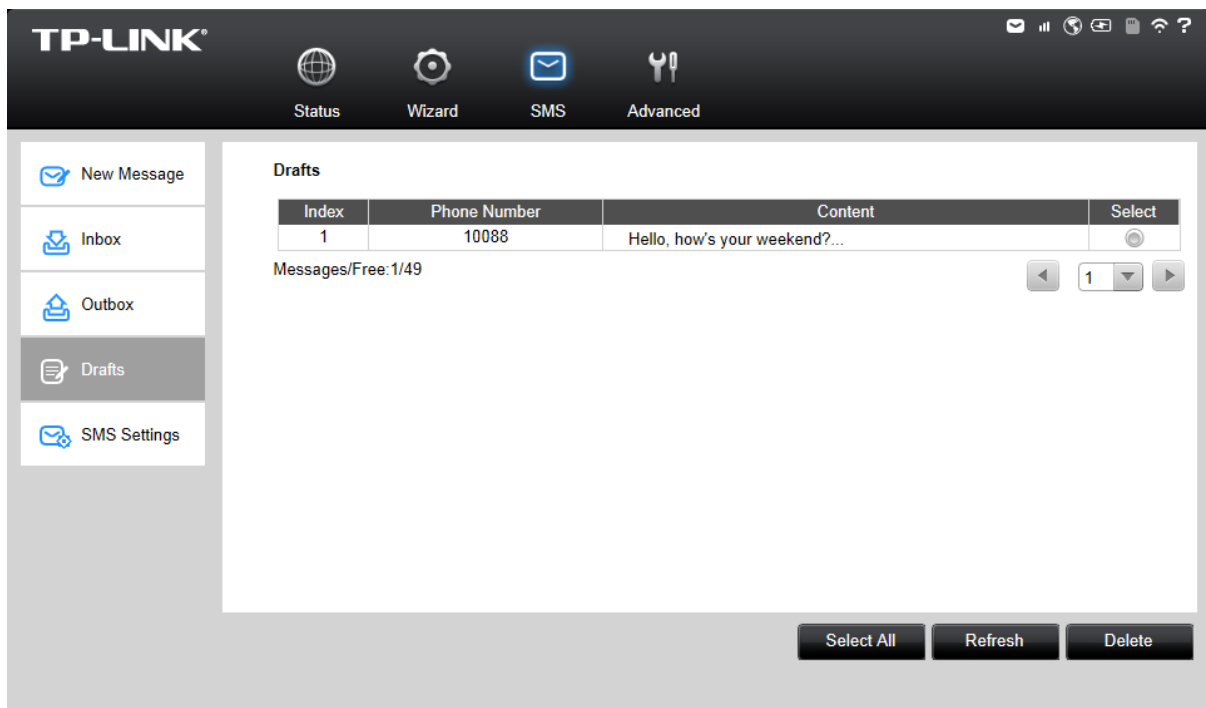 TP-LINK®
?
Status Wizard SMS Advanced
New Message
Inbox
Outbox
Drafts
SMS Settings
Drafts
Index Phone Number Content Select
1 10088 Hello, how's your weekend?...
Messages/Free:1/49
1
Select All Refresh Delete